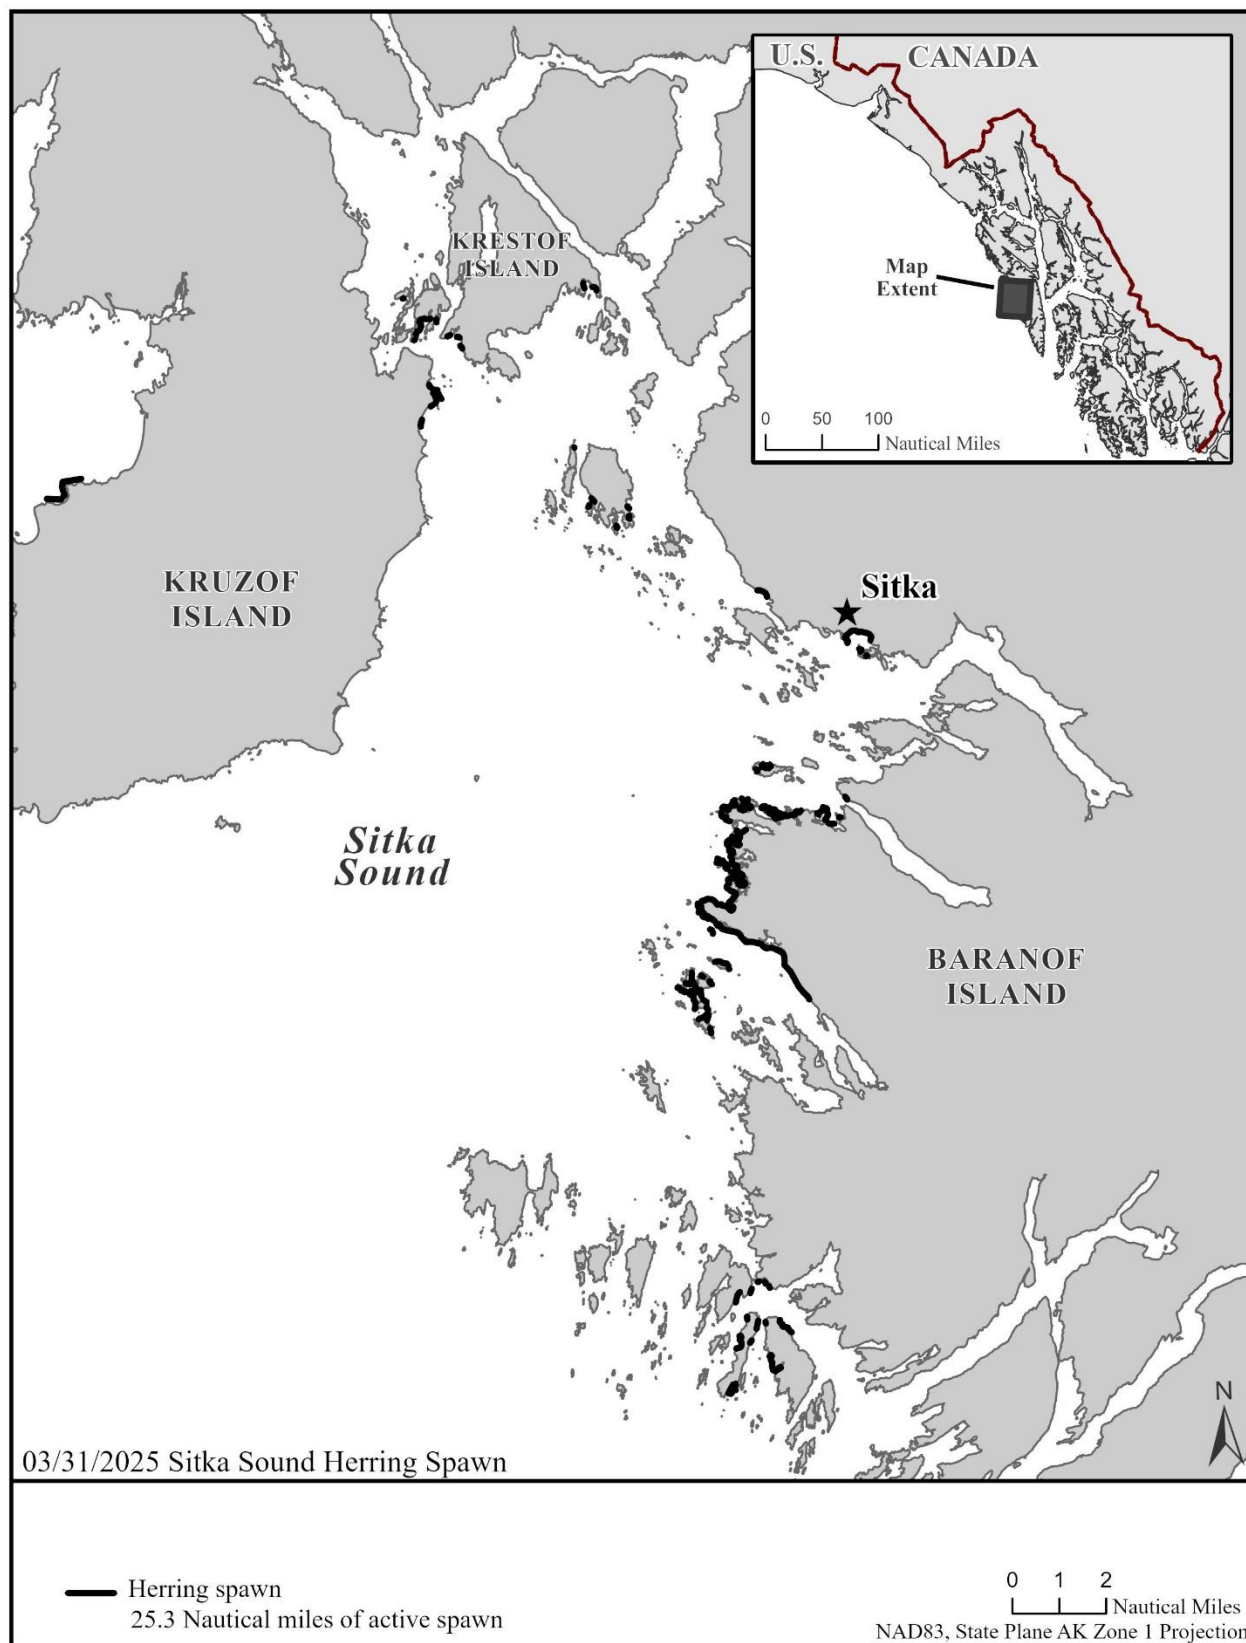 U.S.
CANADA
Map
Extent
0 50 100
Nautical Miles
KRESTOF
ISLAND
KRUZOF
ISLAND
Sitka
Sitka
Sound
BARANOF
ISLAND
N
03/31/2025 Sitka Sound Herring Spawn
Herring spawn
25.3 Nautical miles of active spawn
0 1 2
Nautical Miles
NAD83, State Plane AK Zone 1 Projection